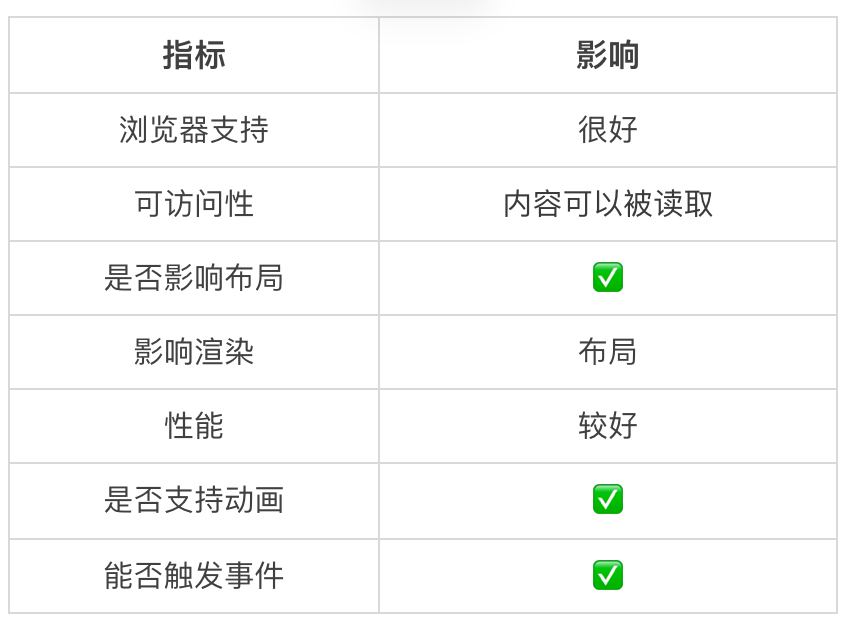 指标 影响
浏览器支持 很好
可访问性 内容可以被读取
是否影响布局 ✅
影响渲染 布局
性能 较好
是否支持动画 ✅
能否触发事件 ✅